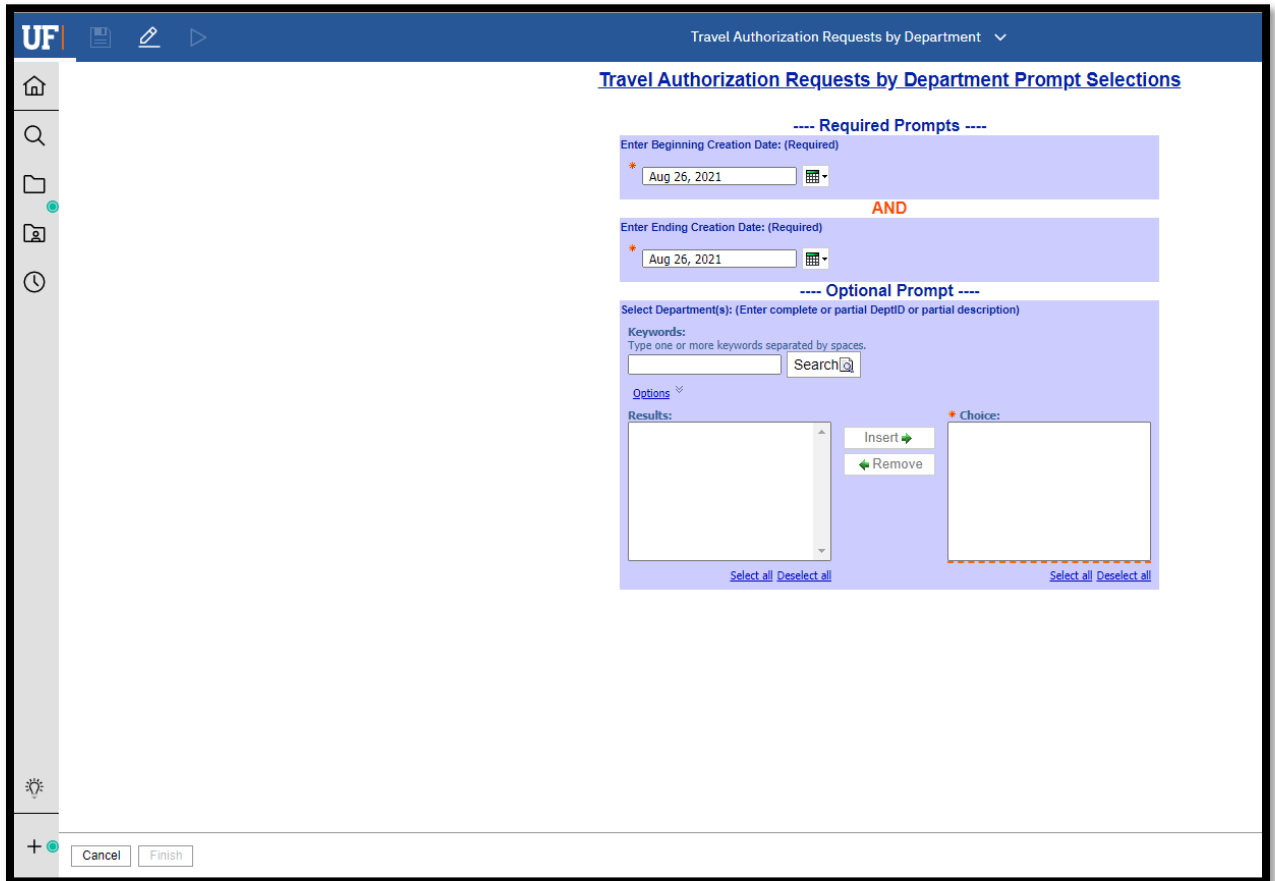 UF
Travel Authorization Requests by Department
Travel Authorization Requests by Department Prompt Selections
---- Required Prompts ----
Enter Beginning Creation Date: (Required)
* Aug 26, 2021
AND
Enter Ending Creation Date: (Required)
* Aug 26, 2021
---- Optional Prompt ----
Select Department(s): (Enter complete or partial DeptID or partial description)
Keywords:
Type one or more keywords separated by spaces.
Search
Options
Results:
* Choice:
Insert
Remove
Select all Deselect all
Select all Deselect all
Cancel Finish